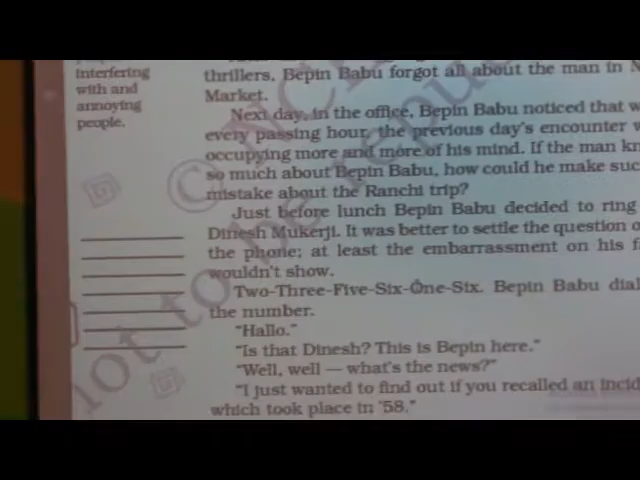 interfering
with and
annoying
people.
thrillers, Bepin Babu forgot all about the man in N
Market.
Next day, in the office, Bepin Babu noticed that w
every passing hour, the previous day's encounter w
occupying more and more of his mind. If the man kn
so much about Bepin Babu, how could he make suc
mistake about the Ranchi trip?
Just before lunch Bepin Babu decided to ring
Dinesh Mukerji. It was better to settle the question o
the phone; at least the embarrassment on his fa
wouldn't show.
Two-Three-Five-Six-One-Six. Bepin Babu dial
the number.
"Hallo."
"Is that Dinesh? This is Bepin here."
"Well, well — what's the news?"
"I just wanted to find out if you recalled an incid
which took place in '58."
not to be repu